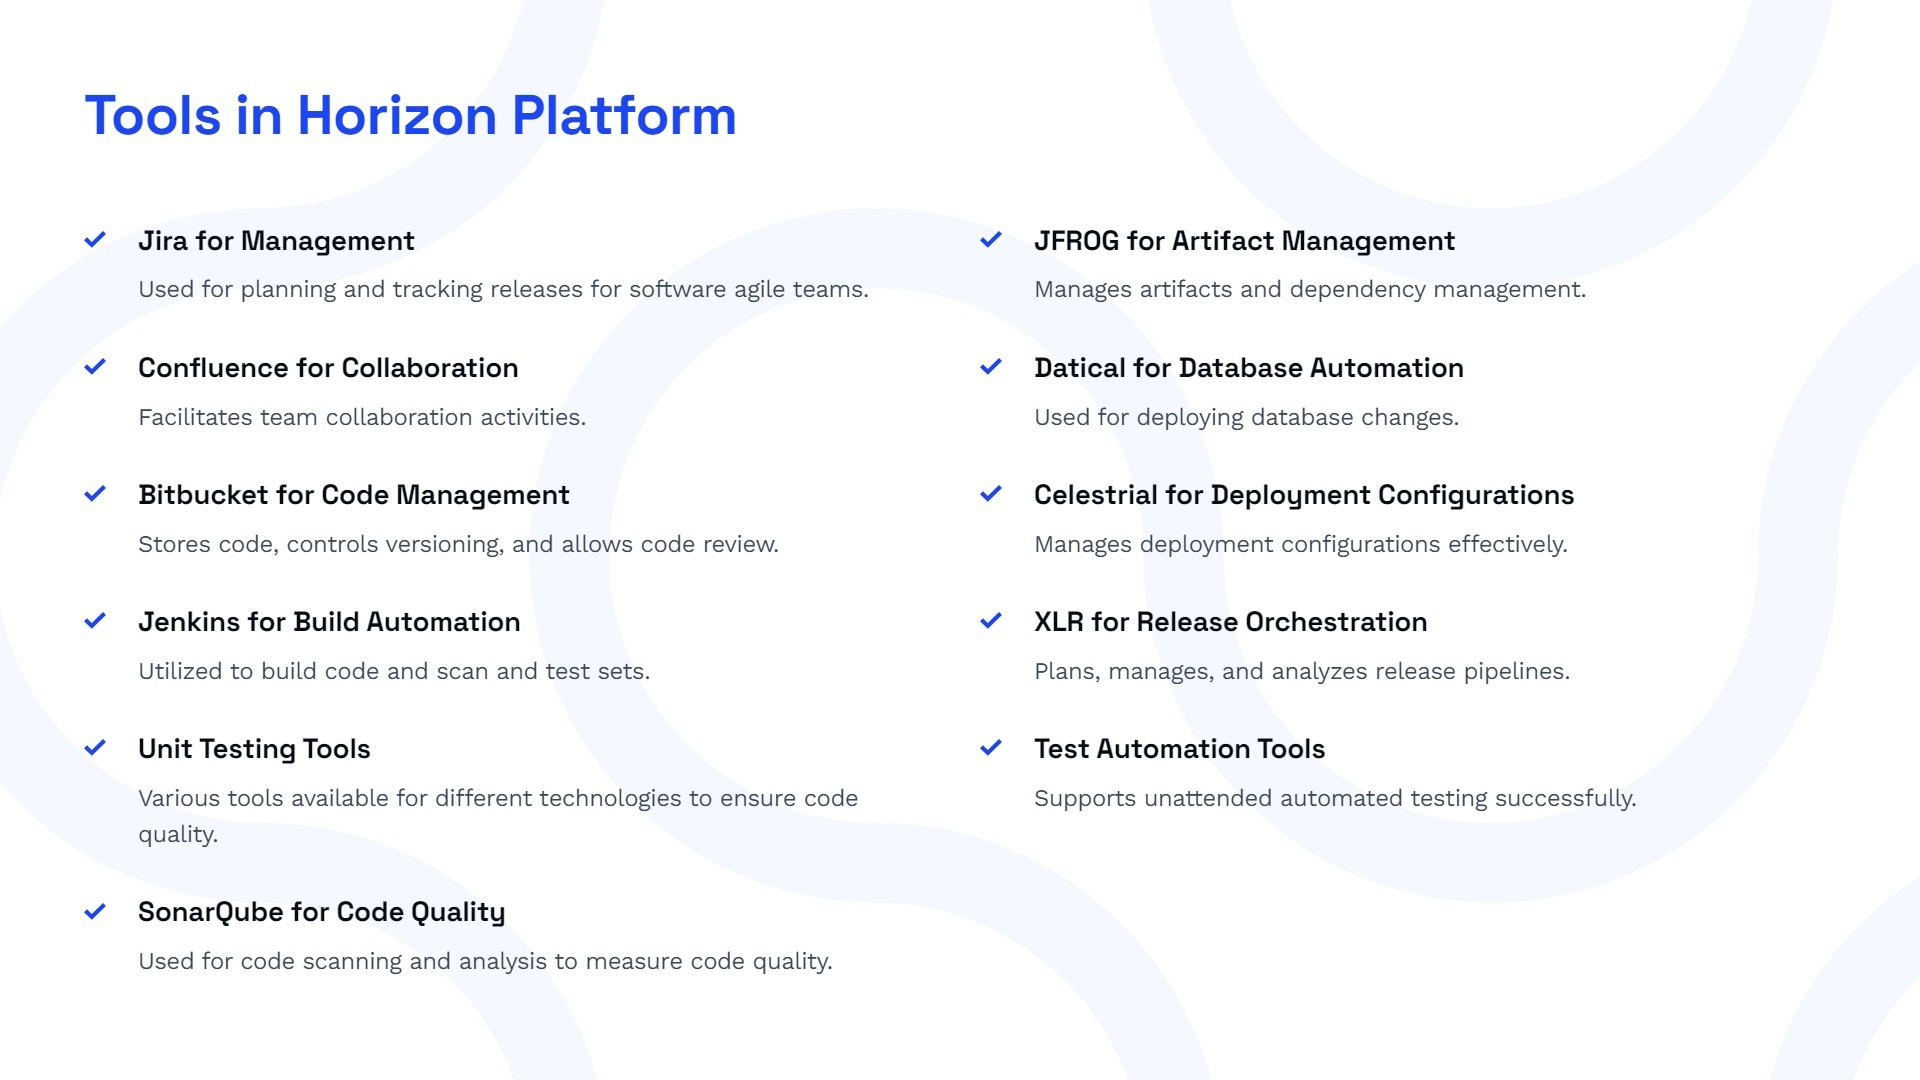 Tools in Horizon Platform
Jira for Management
Used for planning and tracking releases for software agile teams.
Confluence for Collaboration
Facilitates team collaboration activities.
Bitbucket for Code Management
Stores code, controls versioning, and allows code review.
Jenkins for Build Automation
Utilized to build code and scan and test sets.
Unit Testing Tools
Various tools available for different technologies to ensure code
quality.
SonarQube for Code Quality
Used for code scanning and analysis to measure code quality.
JFROG for Artifact Management
Manages artifacts and dependency management.
Datical for Database Automation
Used for deploying database changes.
Celestrial for Deployment Configurations
Manages deployment configurations effectively.
XLR for Release Orchestration
Plans, manages, and analyzes release pipelines.
Test Automation Tools
Supports unattended automated testing successfully.